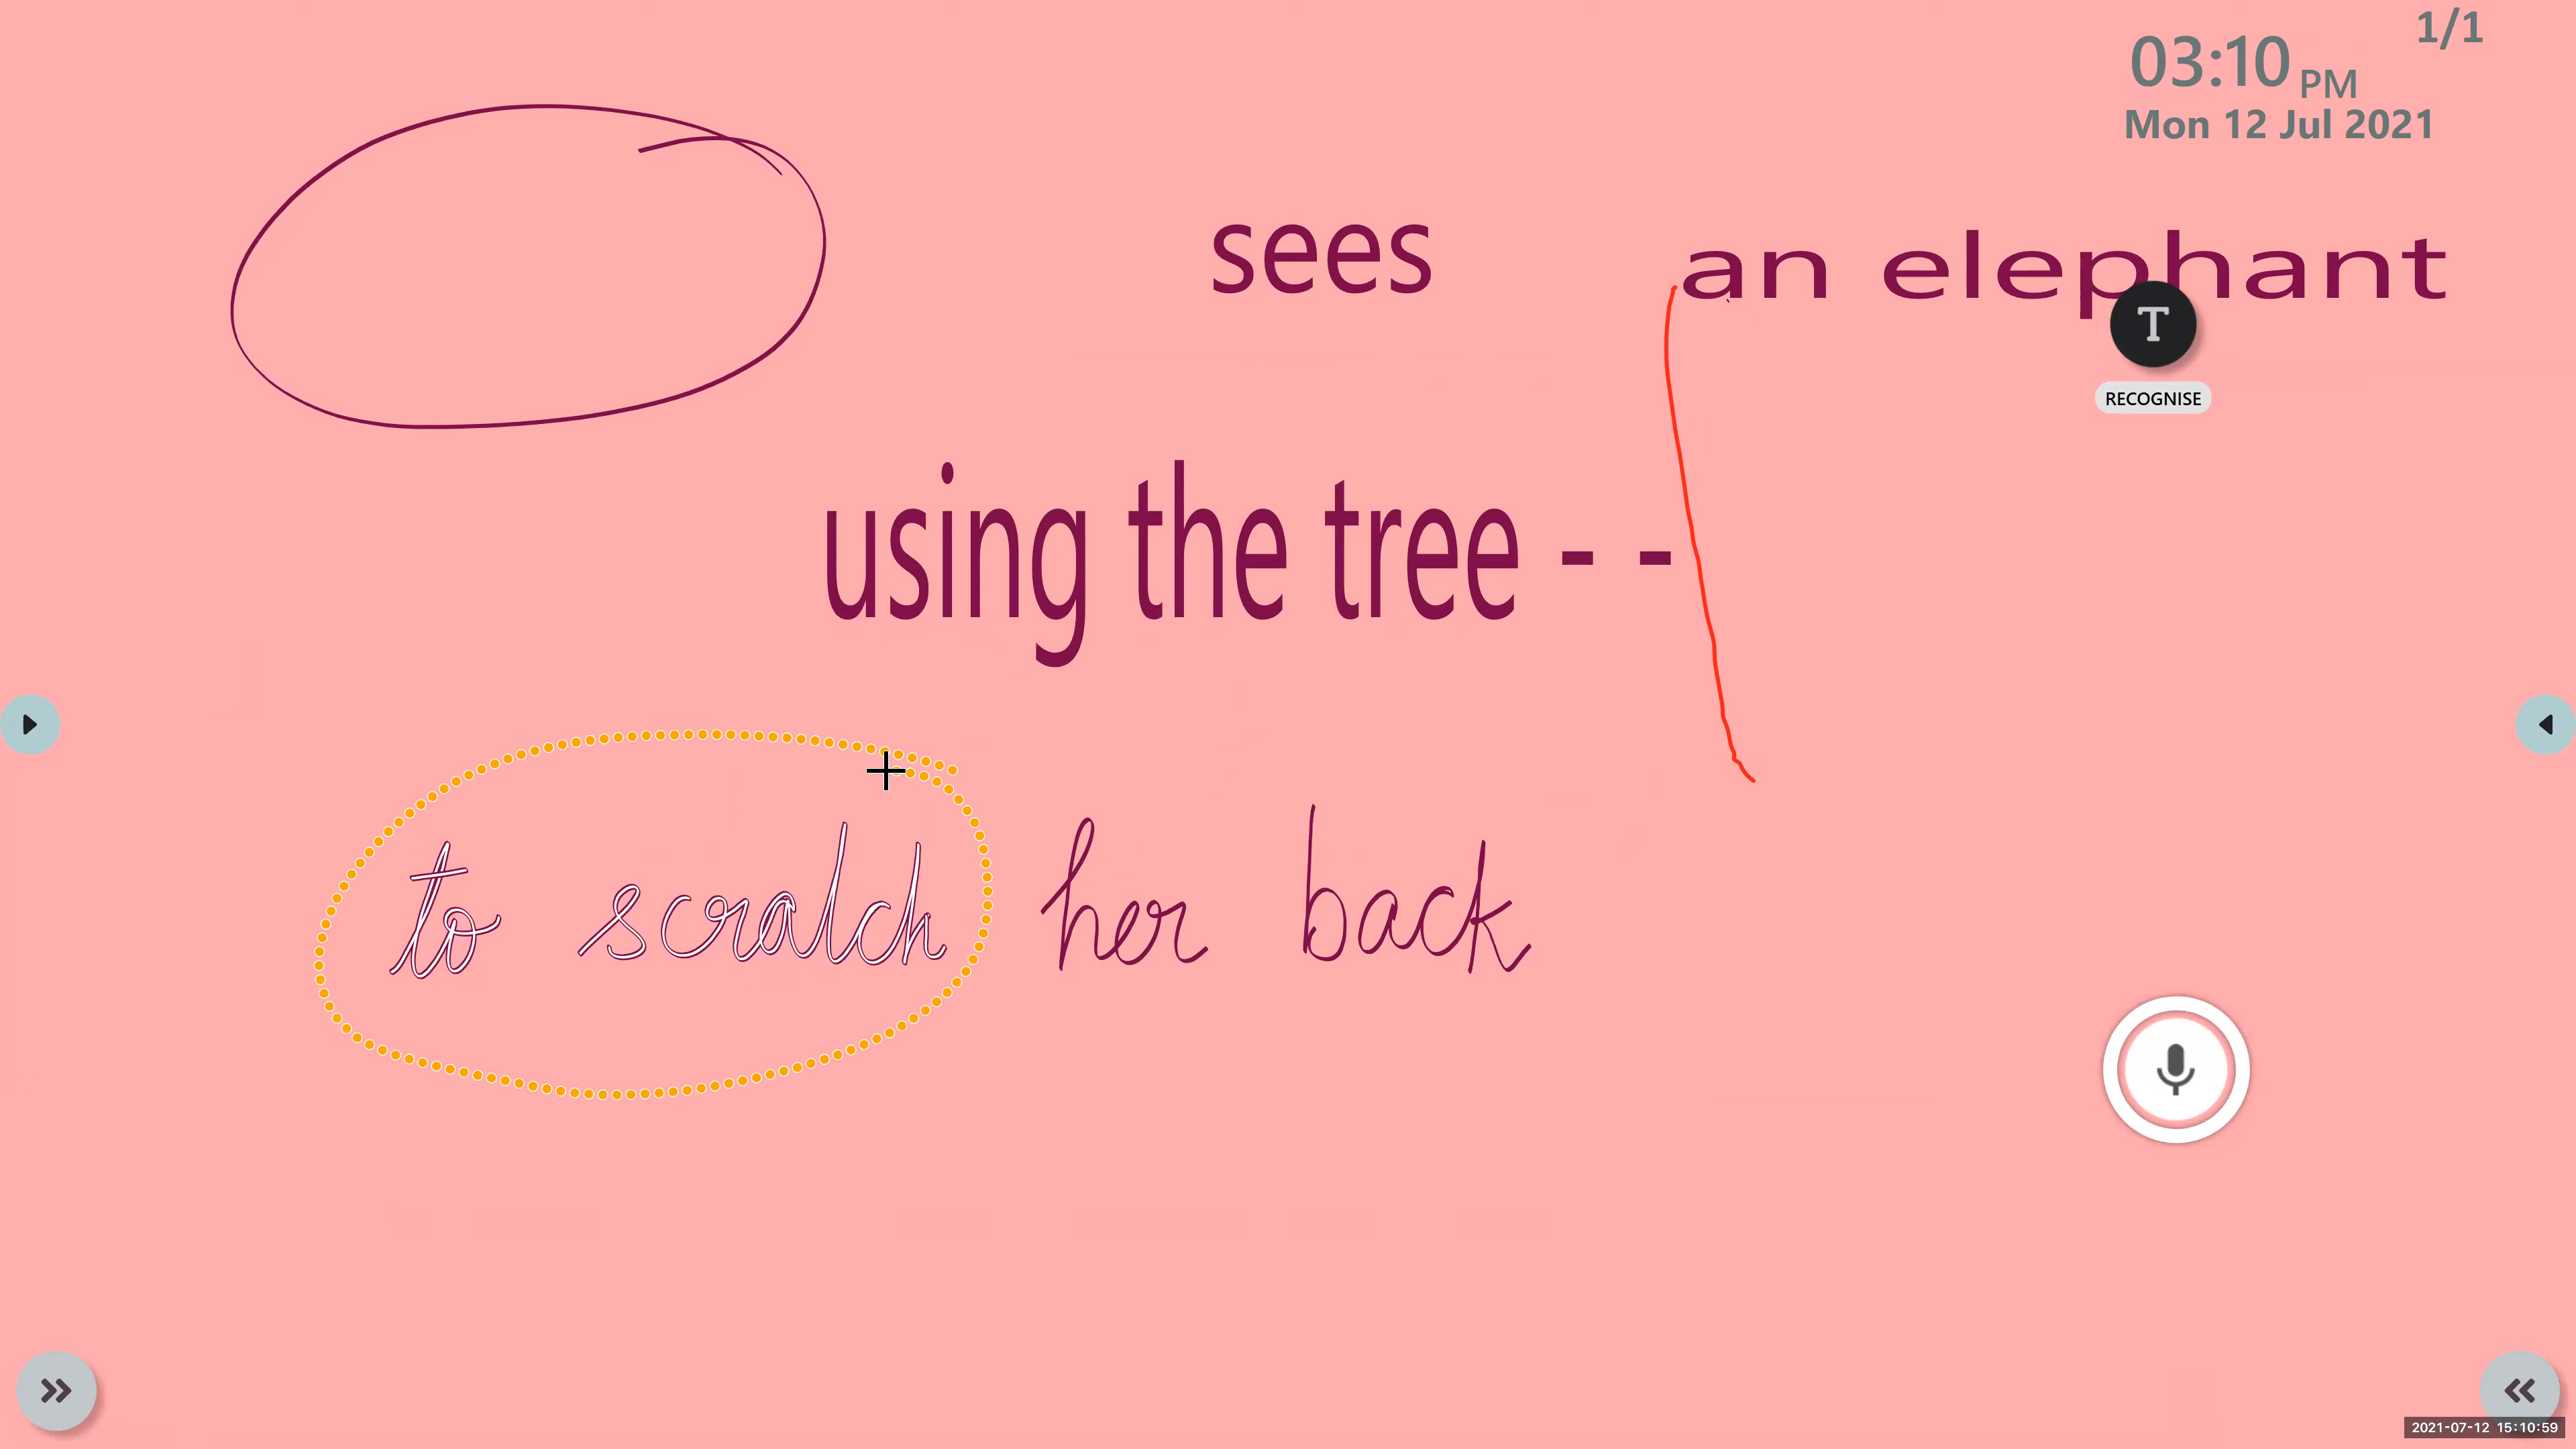 1/1
03:10 PM
Mon 12 Jul 2021
sees an elephant
T
RECOGNISE
using the tree - -
to scratch her back
2021-07-12 15:10:59